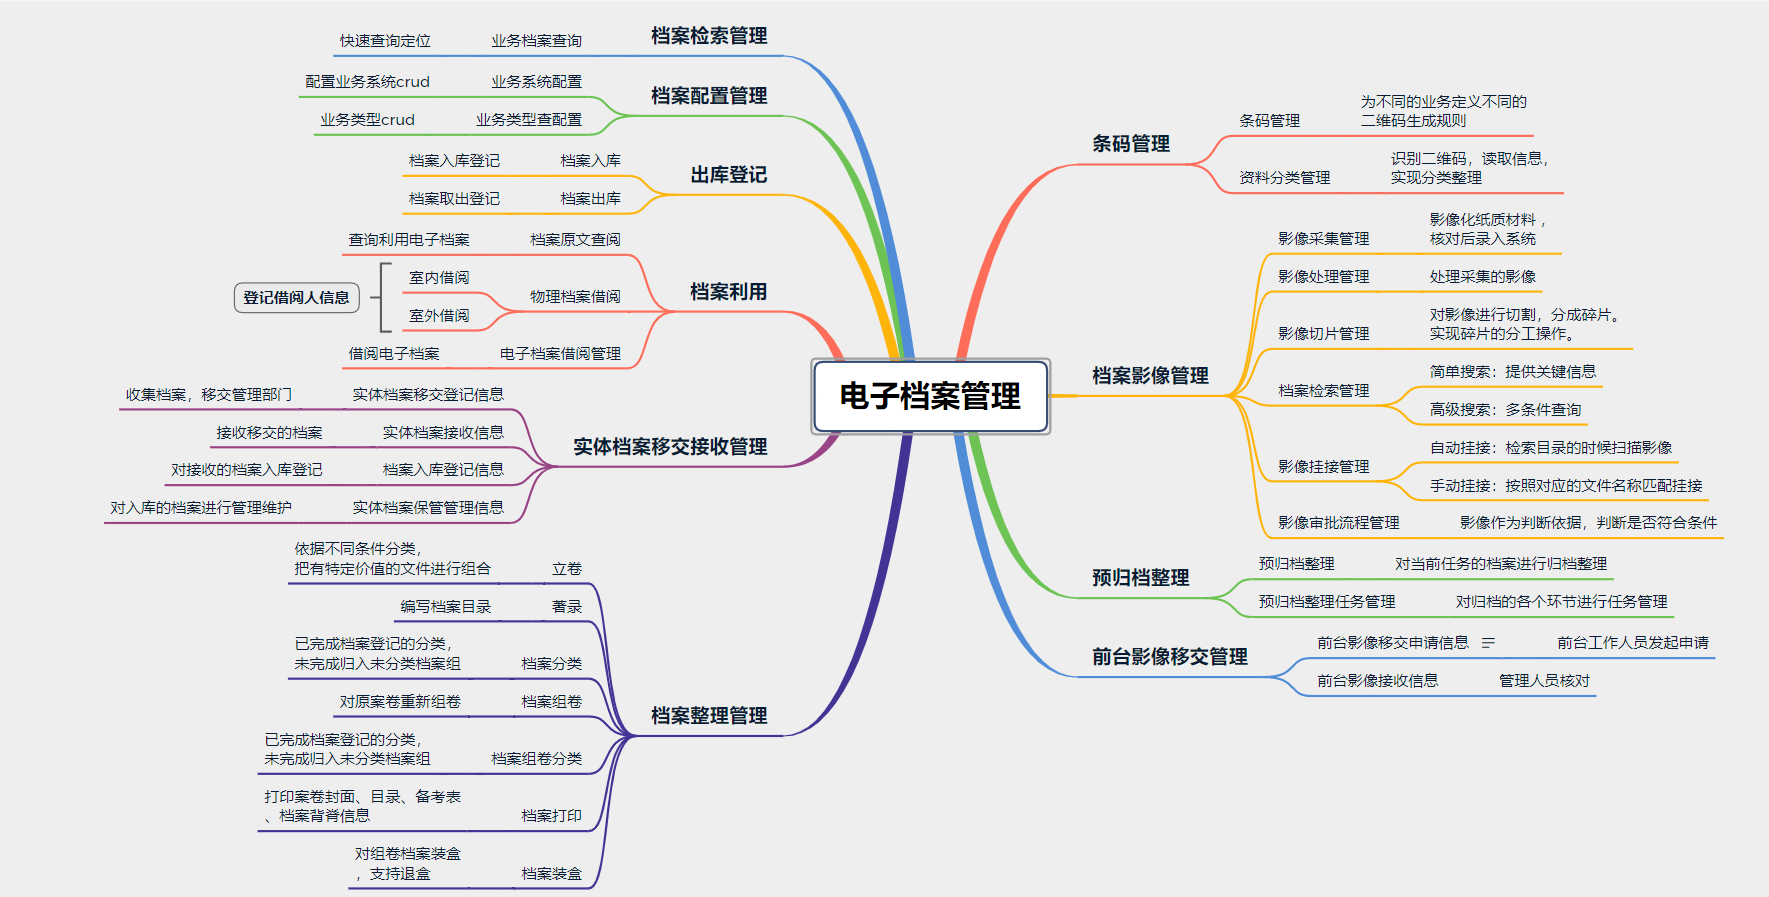 电子档案管理
条码管理
条码管理
为不同的业务定义不同的
二维码生成规则
资料分类管理
识别二维码，读取信息，
实现分类整理
档案影像管理
影像采集管理
影像化纸质材料，
核对后录入系统
影像处理管理
处理采集的影像
影像切片管理
对影像进行切割，分成碎片。
实现碎片的分工操作。
档案检索管理
简单搜索：提供关键信息
高级搜索：多条件查询
影像挂接管理
自动挂接：检索目录的时候扫描影像
手动挂接：按照对应的文件名称匹配挂接
影像审批流程管理
影像作为判断依据，判断是否符合条件
预归档整理
预归档整理
对当前任务的档案进行归档整理
预归档整理任务管理
对归档的各个环节进行任务管理
前台影像移交管理
前台影像移交申请信息
前台工作人员发起申请
前台影像接收信息
管理人员核对
档案检索管理
业务档案查询
快速查询定位
档案配置管理
业务系统配置
配置业务系统crud
业务类型查配置
业务类型crud
出库登记
档案入库
档案入库登记
档案出库
档案取出登记
档案利用
档案原文查阅
查询利用电子档案
物理档案借阅
室内借阅
室外借阅
登记借阅人信息
电子档案借阅管理
借阅电子档案
实体档案移交接收管理
实体档案移交登记信息
收集档案，移交管理部门
实体档案接收信息
接收移交的档案
档案入库登记信息
对接收的档案入库登记
实体档案保管管理信息
对入库的档案进行管理维护
档案整理管理
立卷
依据不同条件分类，
把有特定价值的文件进行组合
著录
编写档案目录
档案分类
已完成档案登记的分类，
未完成归入未分类档案组
档案组卷
对原案卷重新组卷
档案组卷分类
已完成档案登记的分类，
未完成归入未分类档案组
档案打印
打印案卷封面、目录、备考表
、档案背脊信息
档案装盒
对组卷档案装盒
，支持退盒